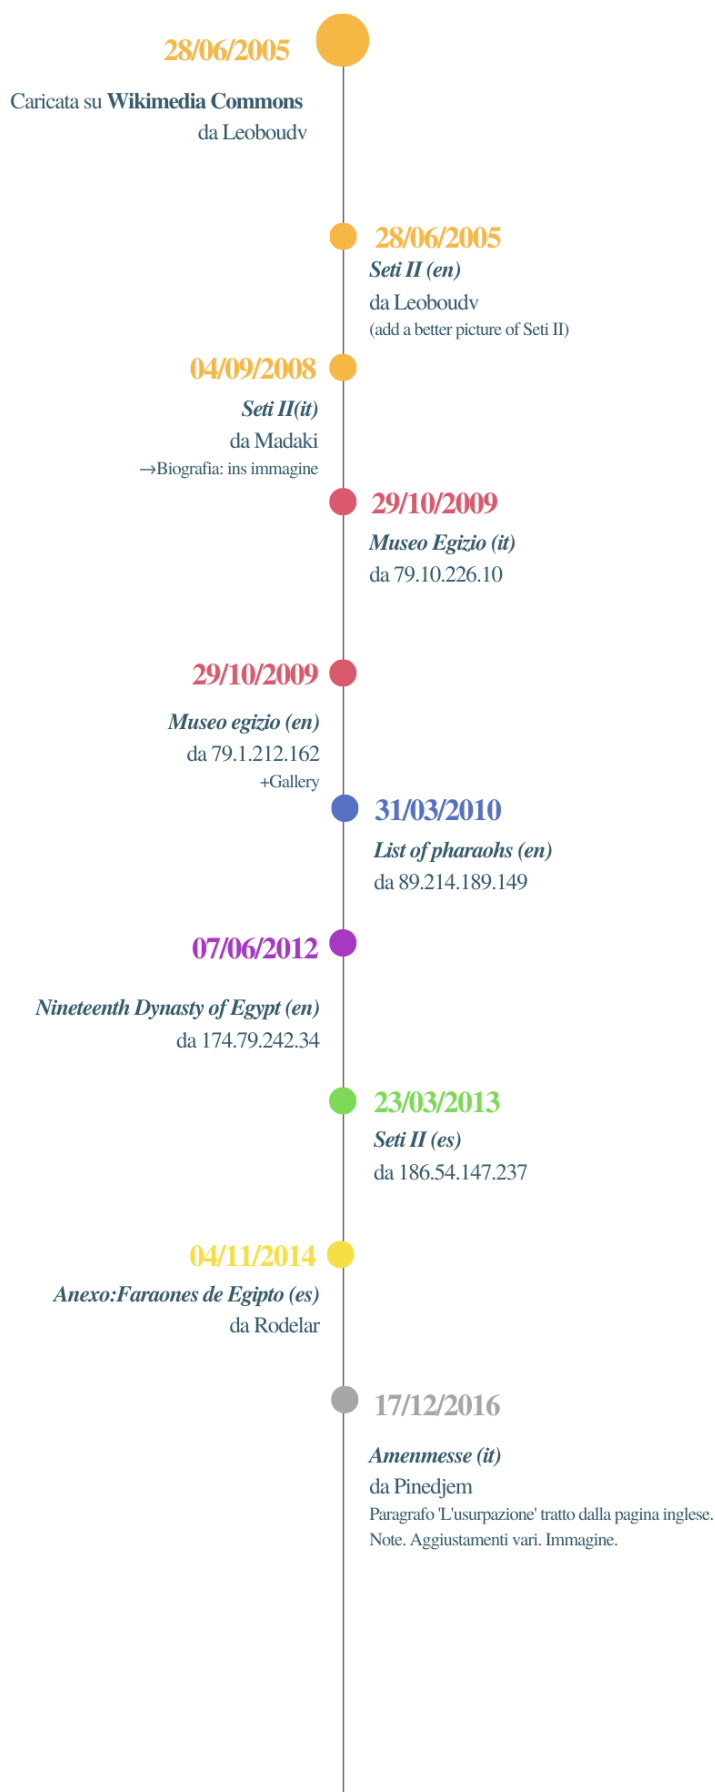 28/06/2005
Caricata su Wikimedia Commons
da Leoboudv
28/06/2005
Seti II (en)
da Leoboudv
(add a better picture of Seti II)
04/09/2008
Seti II(it)
da Madaki
→Biografia: ins immagine
29/10/2009
Museo Egizio (it)
da 79.10.226.10
29/10/2009
Museo egizio (en)
da 79.1.212.162
+Gallery
31/03/2010
List of pharaohs (en)
da 89.214.189.149
07/06/2012
Nineteenth Dynasty of Egypt (en)
da 174.79.242.34
23/03/2013
Seti II (es)
da 186.54.147.237
04/11/2014
Anexo:Faraones de Egipto (es)
da Rodelar
17/12/2016
Amenmesse (it)
da Pinedjem
Paragrafo 'L'usurpazione' tratto dalla pagina inglese.
Note. Aggiustamenti vari. Immagine.